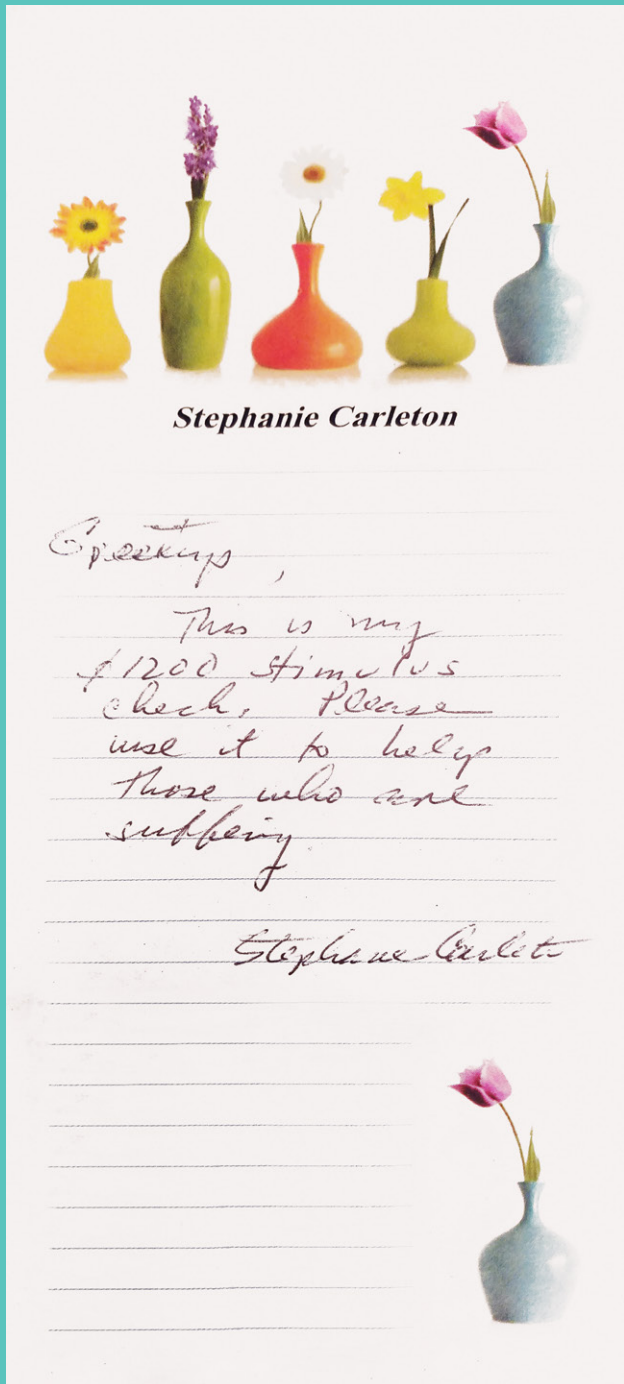 Stephanie Carleton
Greetings,
This is my
$1200 stimulus
check. Please
use it to help
those who are
suffering
Stephanie Carleton